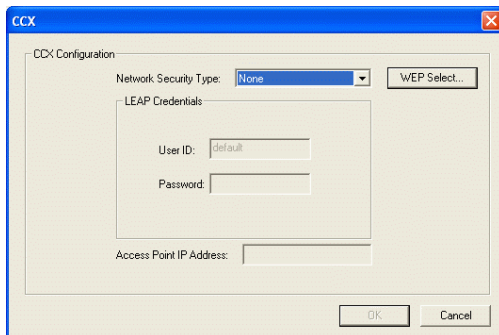 CCX
CCX Configuration
Network Security Type: None WEP Select...
LEAP Credentials
User ID: default
Password:
Access Point IP Address:
OK Cancel